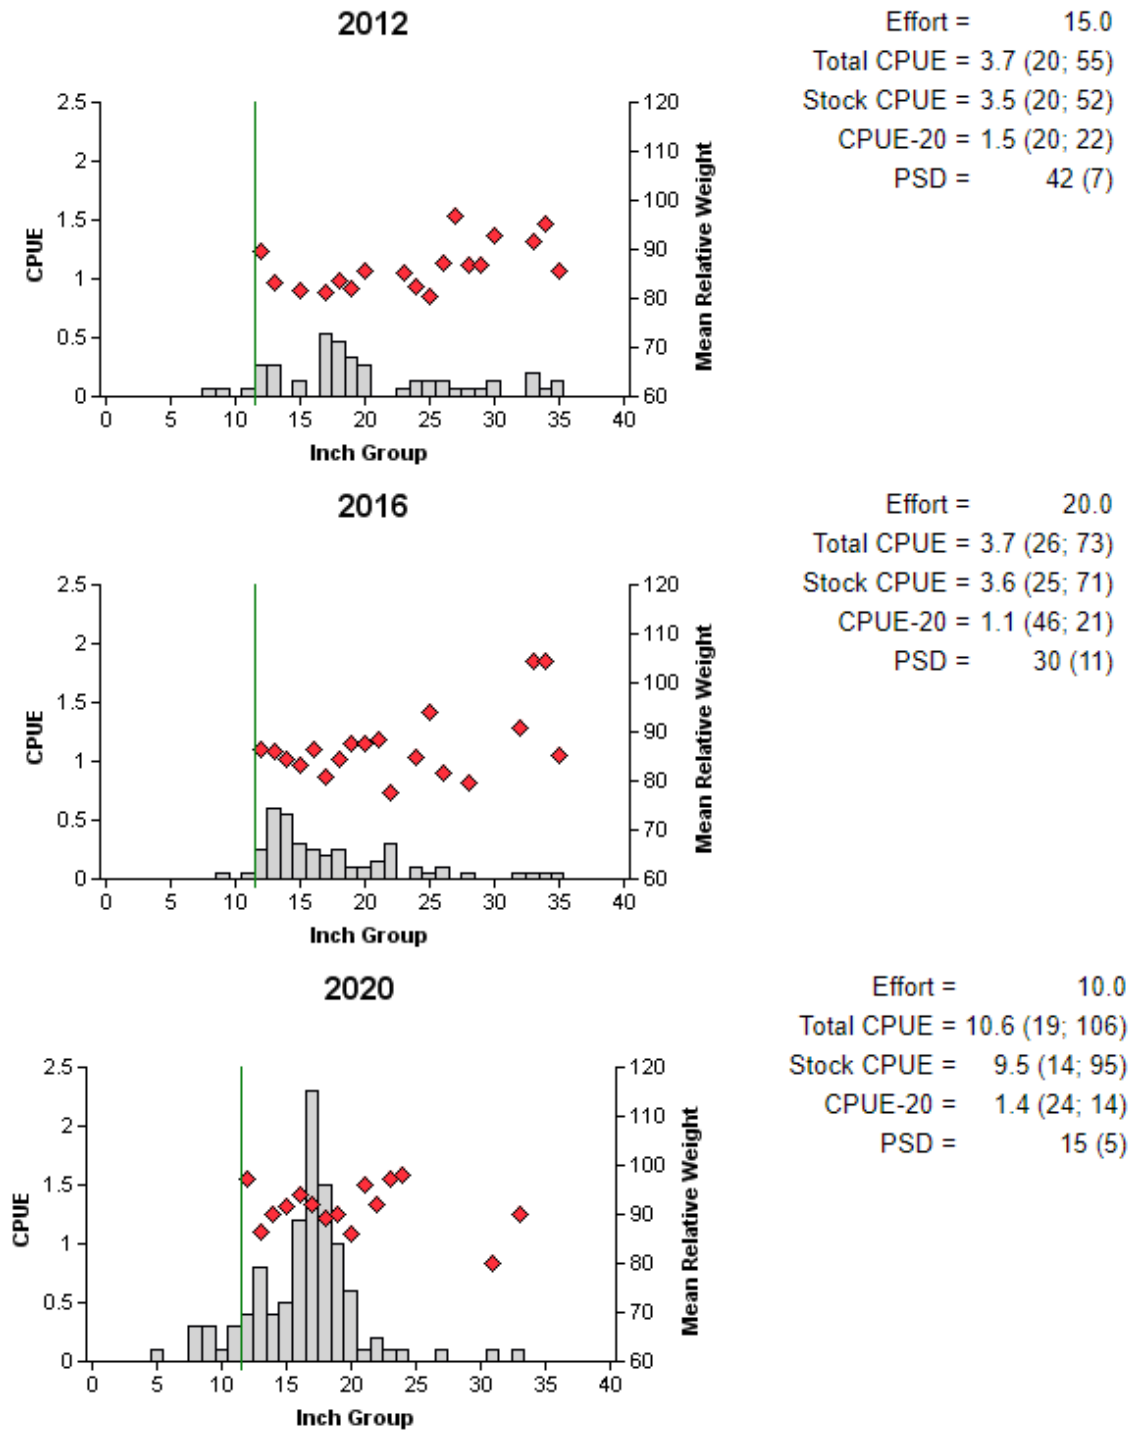 2012
Effort = 15.0
Total CPUE = 3.7 (20; 55)
Stock CPUE = 3.5 (20; 52)
CPUE-20 = 1.5 (20; 22)
PSD = 42 (7)
2.5
2
1.5
1
0.5
0
CPUE
120
110
100
90
80
70
60
Mean Relative Weight
0 5 10 15 20 25 30 35 40
Inch Group
2016
Effort = 20.0
Total CPUE = 3.7 (26; 73)
Stock CPUE = 3.6 (25; 71)
CPUE-20 = 1.1 (46; 21)
PSD = 30 (11)
2.5
2
1.5
1
0.5
0
CPUE
120
110
100
90
80
70
60
Mean Relative Weight
0 5 10 15 20 25 30 35 40
Inch Group
2020
Effort = 10.0
Total CPUE = 10.6 (19; 106)
Stock CPUE = 9.5 (14; 95)
CPUE-20 = 1.4 (24; 14)
PSD = 15 (5)
2.5
2
1.5
1
0.5
0
CPUE
120
110
100
90
80
70
60
Mean Relative Weight
0 5 10 15 20 25 30 35 40
Inch Group